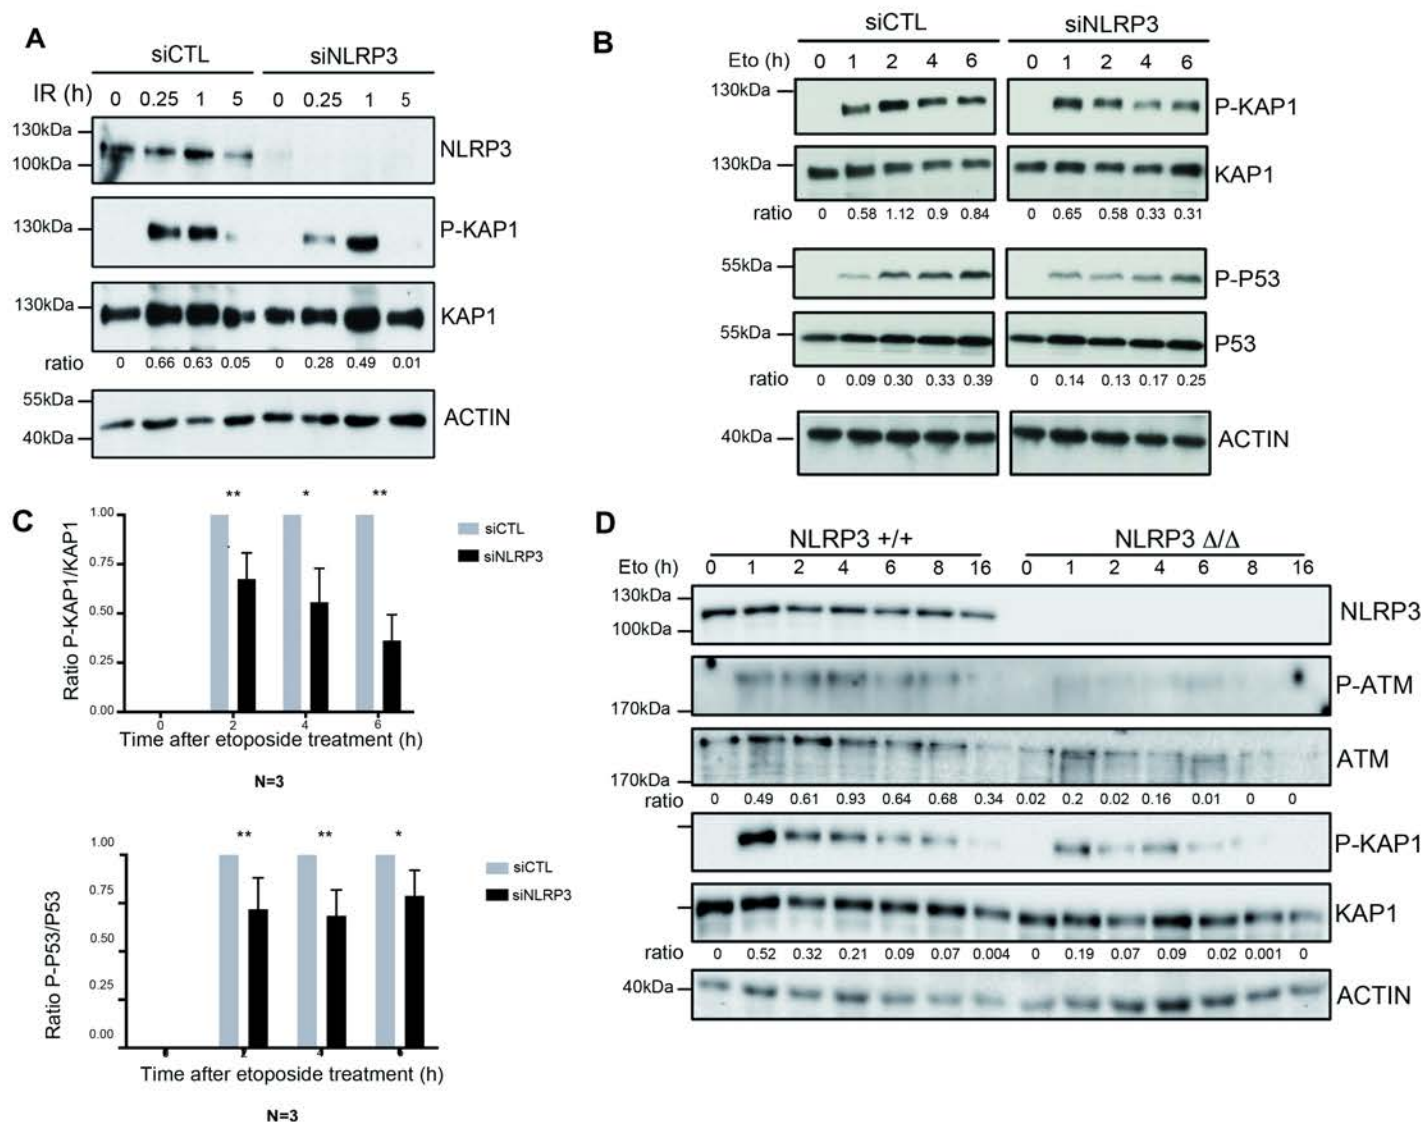 A
siCTL siNLRP3
IR (h) 0 0.25 1 5 0 0.25 1 5
130kDa
100kDa
NLRP3
130kDa
P-KAP1
130kDa
KAP1
ratio 0 0.66 0.63 0.05 0 0.28 0.49 0.01
55kDa
40kDa
ACTIN
B
siCTL siNLRP3
Eto (h) 0 1 2 4 6 0 1 2 4 6
130kDa
P-KAP1
130kDa
KAP1
ratio 0 0.58 1.12 0.9 0.84 0 0.65 0.58 0.33 0.31
55kDa
P-P53
55kDa
P53
ratio 0 0.09 0.30 0.33 0.39 0 0.14 0.13 0.17 0.25
40kDa
ACTIN
C
Ratio P-KAP1/KAP1
1.00
0.75
0.50
0.25
0.00
** * **
siCTL
siNLRP3
0 2 4 6
Time after etoposide treatment (h)
N=3
Ratio P-P53/P53
1.00
0.75
0.50
0.25
0.00
** ** *
siCTL
siNLRP3
0 2 4 6
Time after etoposide treatment (h)
N=3
D
NLRP3 +/+ NLRP3 Δ/Δ
Eto (h) 0 1 2 4 6 8 16 0 1 2 4 6 8 16
130kDa
100kDa
NLRP3
170kDa
P-ATM
170kDa
ATM
ratio 0 0.49 0.61 0.93 0.64 0.68 0.34 0.02 0.2 0.02 0.16 0.01 0 0
P-KAP1
KAP1
ratio 0 0.52 0.32 0.21 0.09 0.07 0.004 0 0.19 0.07 0.09 0.02 0.001 0
40kDa
ACTIN